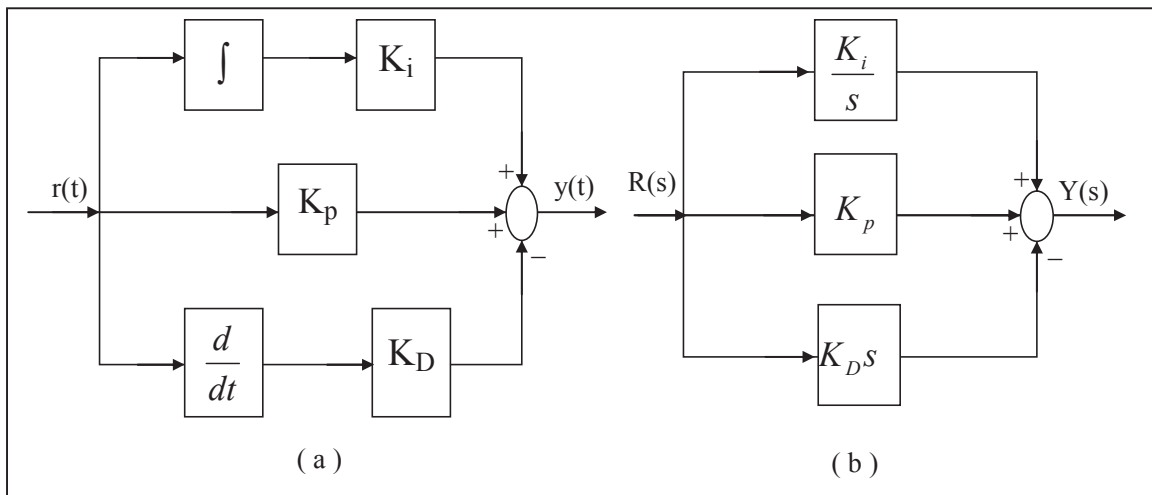 ∫
K_i
+
r(t)
K_p
+
y(t)
−
d/dt
K_D
( a )
K_i/s
+
R(s)
K_p
+
Y(s)
−
K_D s
( b )